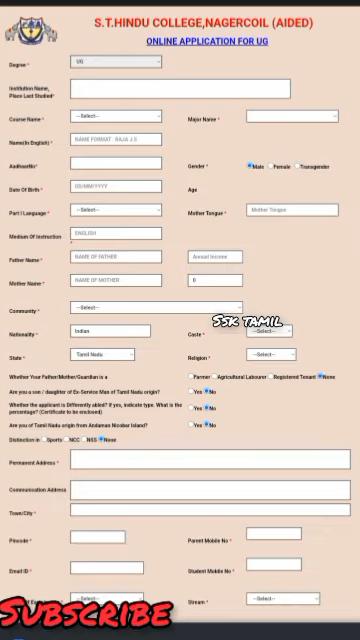 S.T.HINDU COLLEGE,NAGERCOIL (AIDED)
ONLINE APPLICATION FOR UG
Degree * UG
Institution Name,
Place Last Studied*
Course Name * ---Select--- Major Name *
Name(In English) * NAME FORMAT : RAJA J S
AadhaarNo* Gender * Male Female Transgender
Date Of Birth * DD/MM/YYYY Age
Part I Language * ---Select--- Mother Tongue * Mother Tongue
Medium Of Instruction * ENGLISH
Father Name * NAME OF FATHER Annual Income
Mother Name * NAME OF MOTHER 0
Community * ---Select---
SSK TAMIL
Nationality * Indian Caste * ---Select---
State * Tamil Nadu Religion * ---Select---
Whether Your Father/Mother/Guardian is a Farmer Agricultural Labourer Registered Tenant None
Are you a son / daughter of Ex-Service Man of Tamil Nadu origin? Yes No
Whether the applicant is Differently abled? If yes, indicate type. What is the
percentage? (Certificate to be enclosed) Yes No
Are you of Tamil Nadu origin from Andaman Nicobar Island? Yes No
Distinction in Sports NCC NSS None
Permanent Address *
Communication Address
Town/City *
Pincode * Parent Mobile No *
Email ID * Student Mobile No *
---Select--- Stream * ---Select---
SUBSCRIBE